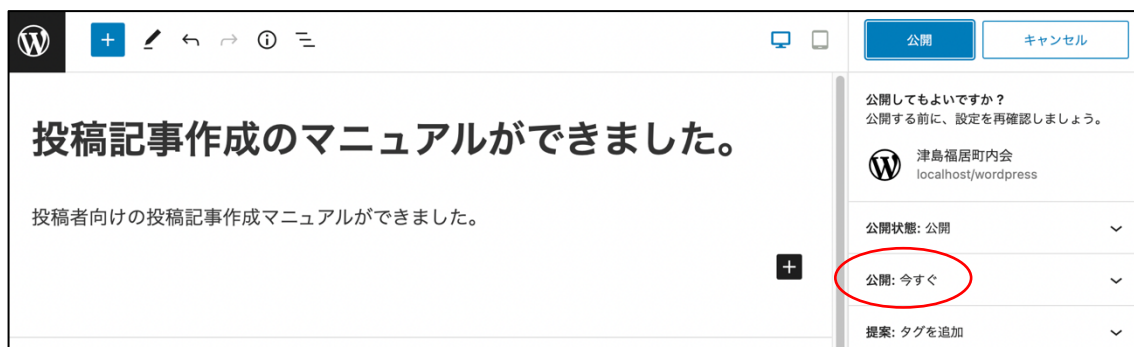 公開
キャンセル
投稿記事作成のマニュアルができました。
投稿者向けの投稿記事作成マニュアルができました。
公開してもよいですか？
公開する前に、設定を再確認しましょう。
津島福居町内会
localhost/wordpress
公開状態: 公開
公開: 今すぐ
提案: タグを追加